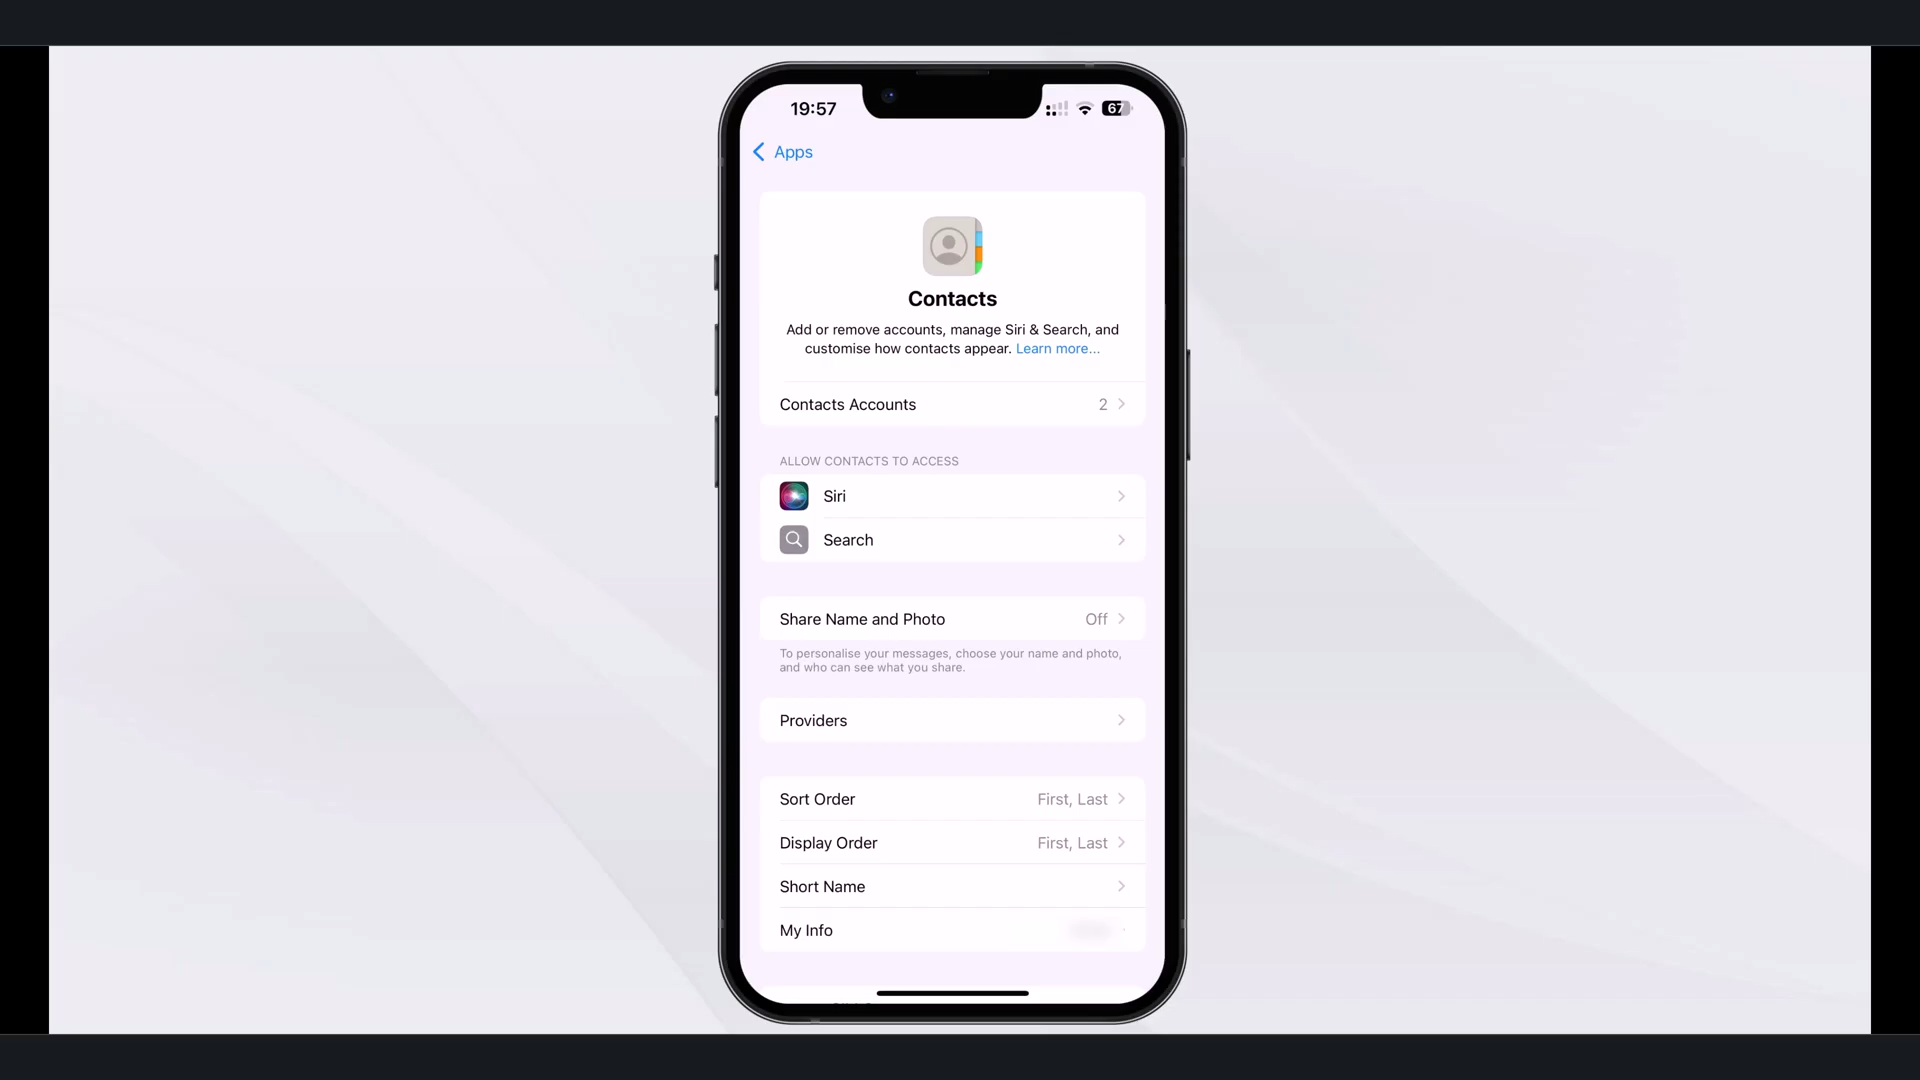 19:57
67
Apps
Contacts
Add or remove accounts, manage Siri & Search, and
customise how contacts appear. Learn more...
Contacts Accounts 2
ALLOW CONTACTS TO ACCESS
Siri
Search
Share Name and Photo Off
To personalise your messages, choose your name and photo,
and who can see what you share.
Providers
Sort Order First, Last
Display Order First, Last
Short Name
My Info